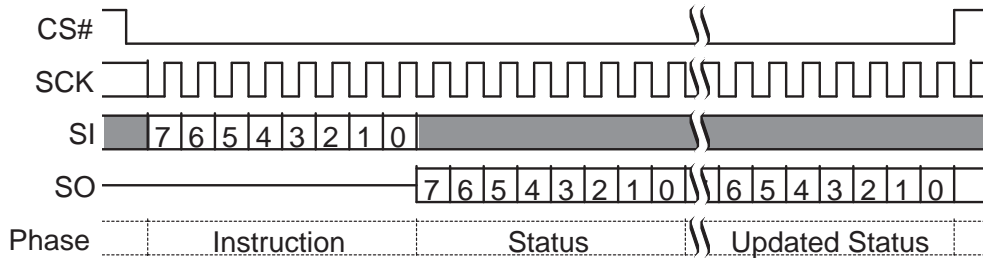 CS#
SCK
SI 7 6 5 4 3 2 1 0
SO 7 6 5 4 3 2 1 0 6 5 4 3 2 1 0
Phase Instruction Status Updated Status